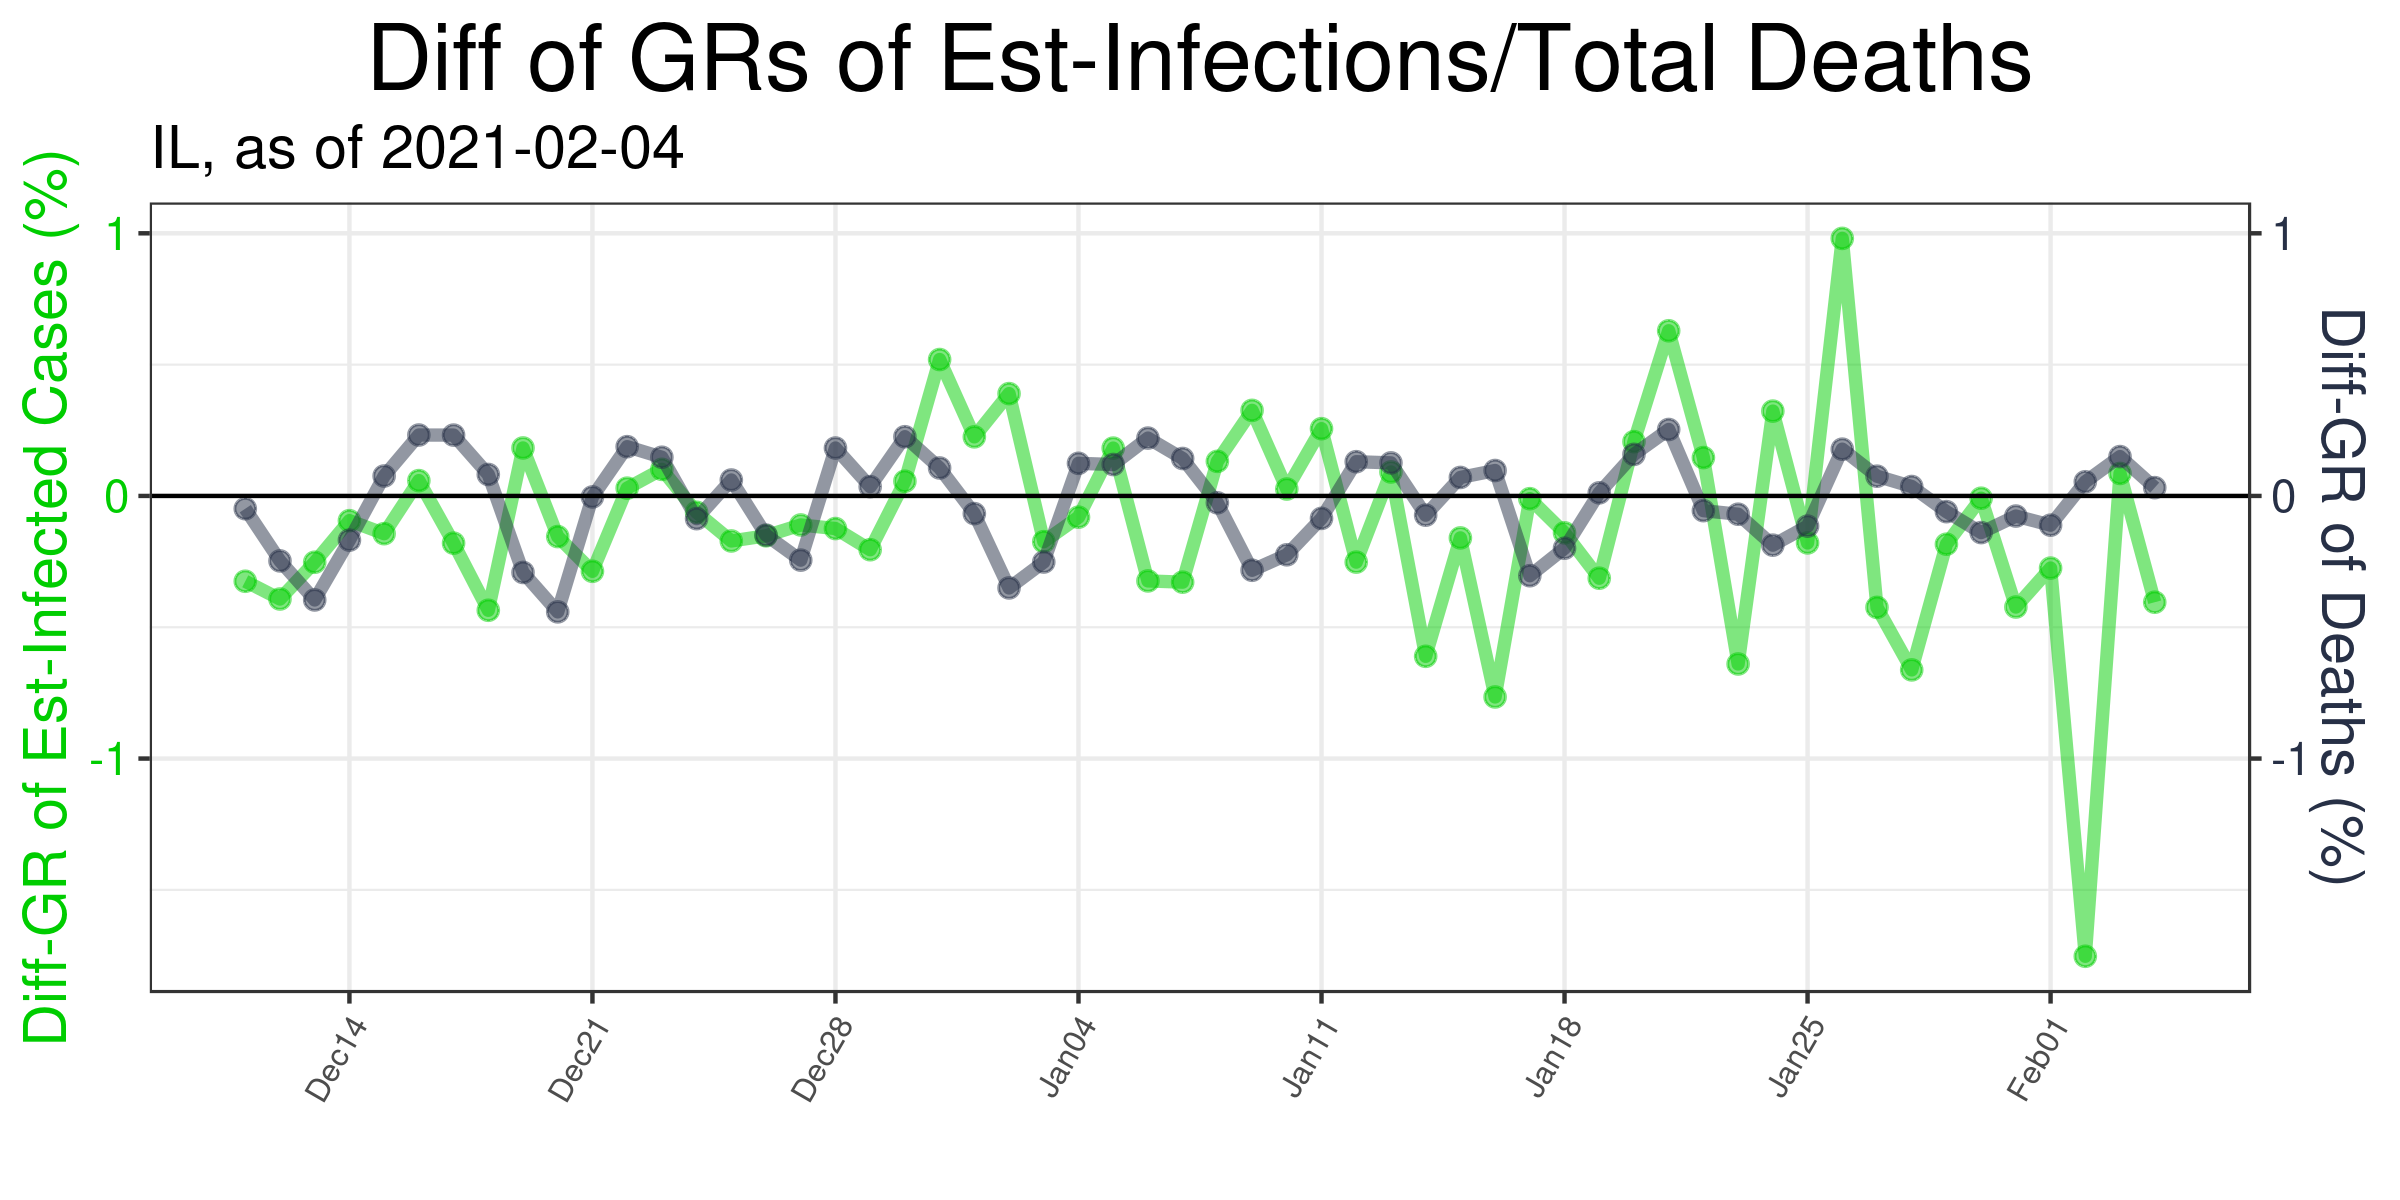 Diff of GRs of Est-Infections/Total Deaths
IL, as of 2021-02-04
Diff-GR of Est-Infected Cases (%)
1
0
-1
1
0
-1
Diff-GR of Deaths (%)
Dec14
Dec21
Dec28
Jan04
Jan11
Jan18
Jan25
Feb01